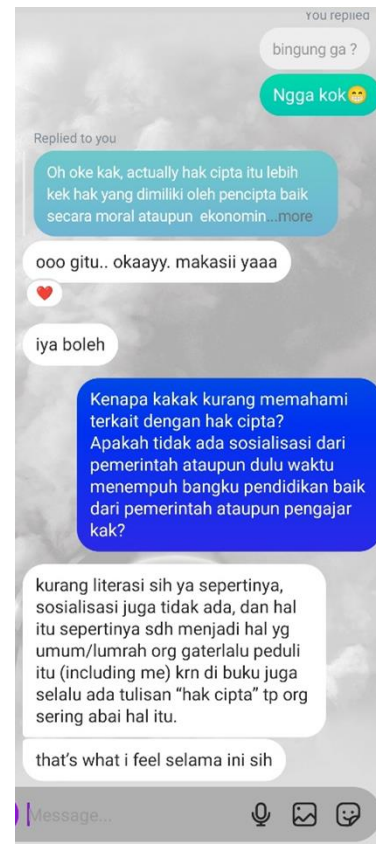 You replied
bingung ga ?
Ngga kok😁
Replied to you
Oh oke kak, actually hak cipta itu lebih
kek hak yang dimiliki oleh pencipta baik
secara moral ataupun ekonomin...more
ooo gitu.. okaayy. makasii yaaa
❤️
iya boleh
Kenapa kakak kurang memahami
terkait dengan hak cipta?
Apakah tidak ada sosialisasi dari
pemerintah ataupun dulu waktu
menempuh bangku pendidikan baik
dari pemerintah ataupun pengajar
kak?
kurang literasi sih ya sepertinya,
sosialisasi juga tidak ada, dan hal
itu sepertinya sdh menjadi hal yg
umum/lumrah org gaterlalu peduli
itu (including me) krn di buku juga
selalu ada tulisan “hak cipta” tp org
sering abai hal itu.
that’s what i feel selama ini sih
Message...